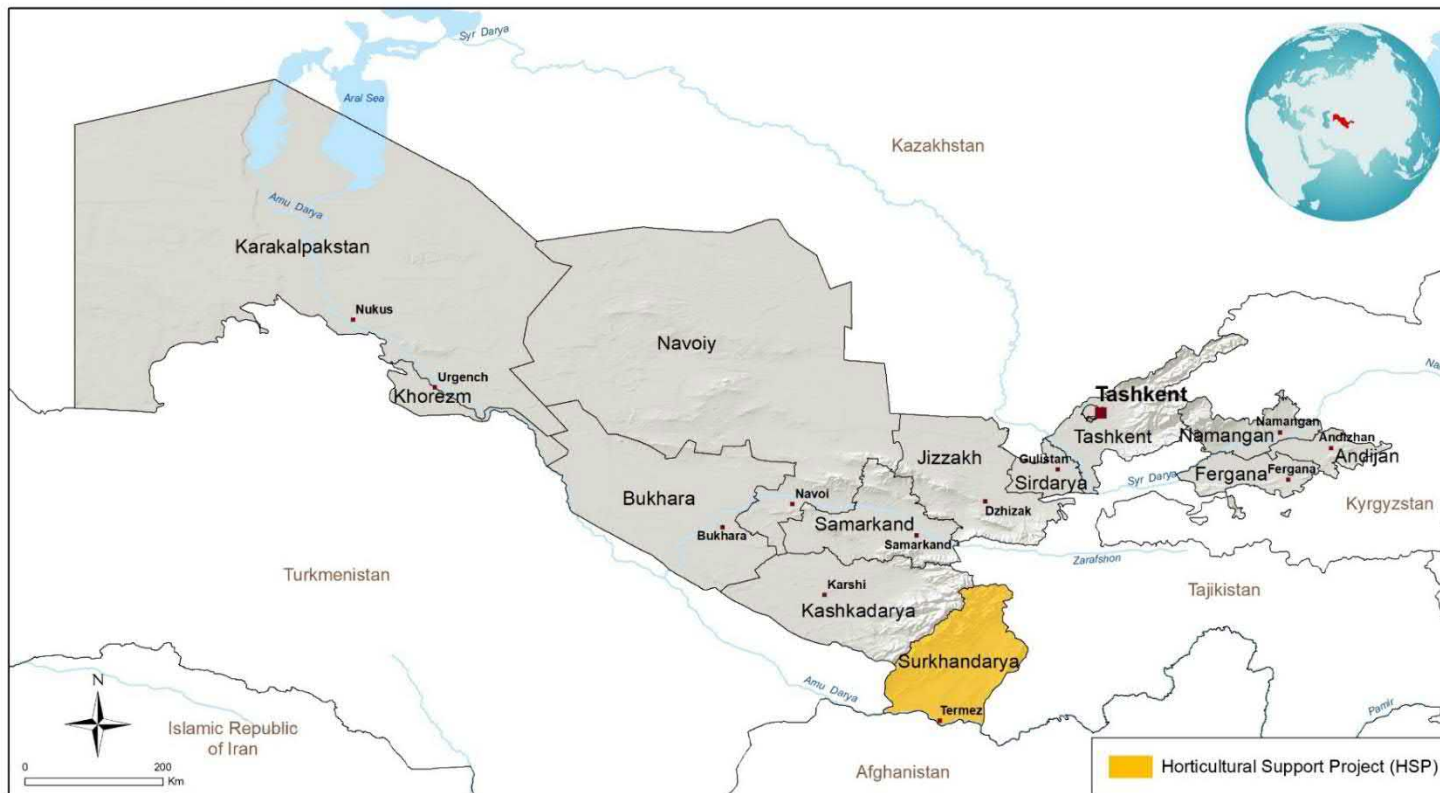 Syr Darya
Aral Sea
Kazakhstan
Amu Darya
Karakalpakstan
Nukus
Navoiy
Urgench
Khorezm
Tashkent
Tashkent
Namangan
Namangan
Andizhan
Andijan
Jizzakh
Gulistan
Sirdarya
Syr Darya
Fergana
Fergana
Kyrgyzstan
Bukhara
Navoi
Dzhizak
Samarkand
Bukhara
Samarkand
Zarafshon
Turkmenistan
Karshi
Kashkadarya
Tajikistan
Surkhandarya
Amu Darya
Termez
Pamir
N
Islamic Republic
of Iran
0 200
Km
Afghanistan
Horticultural Support Project (HSP)